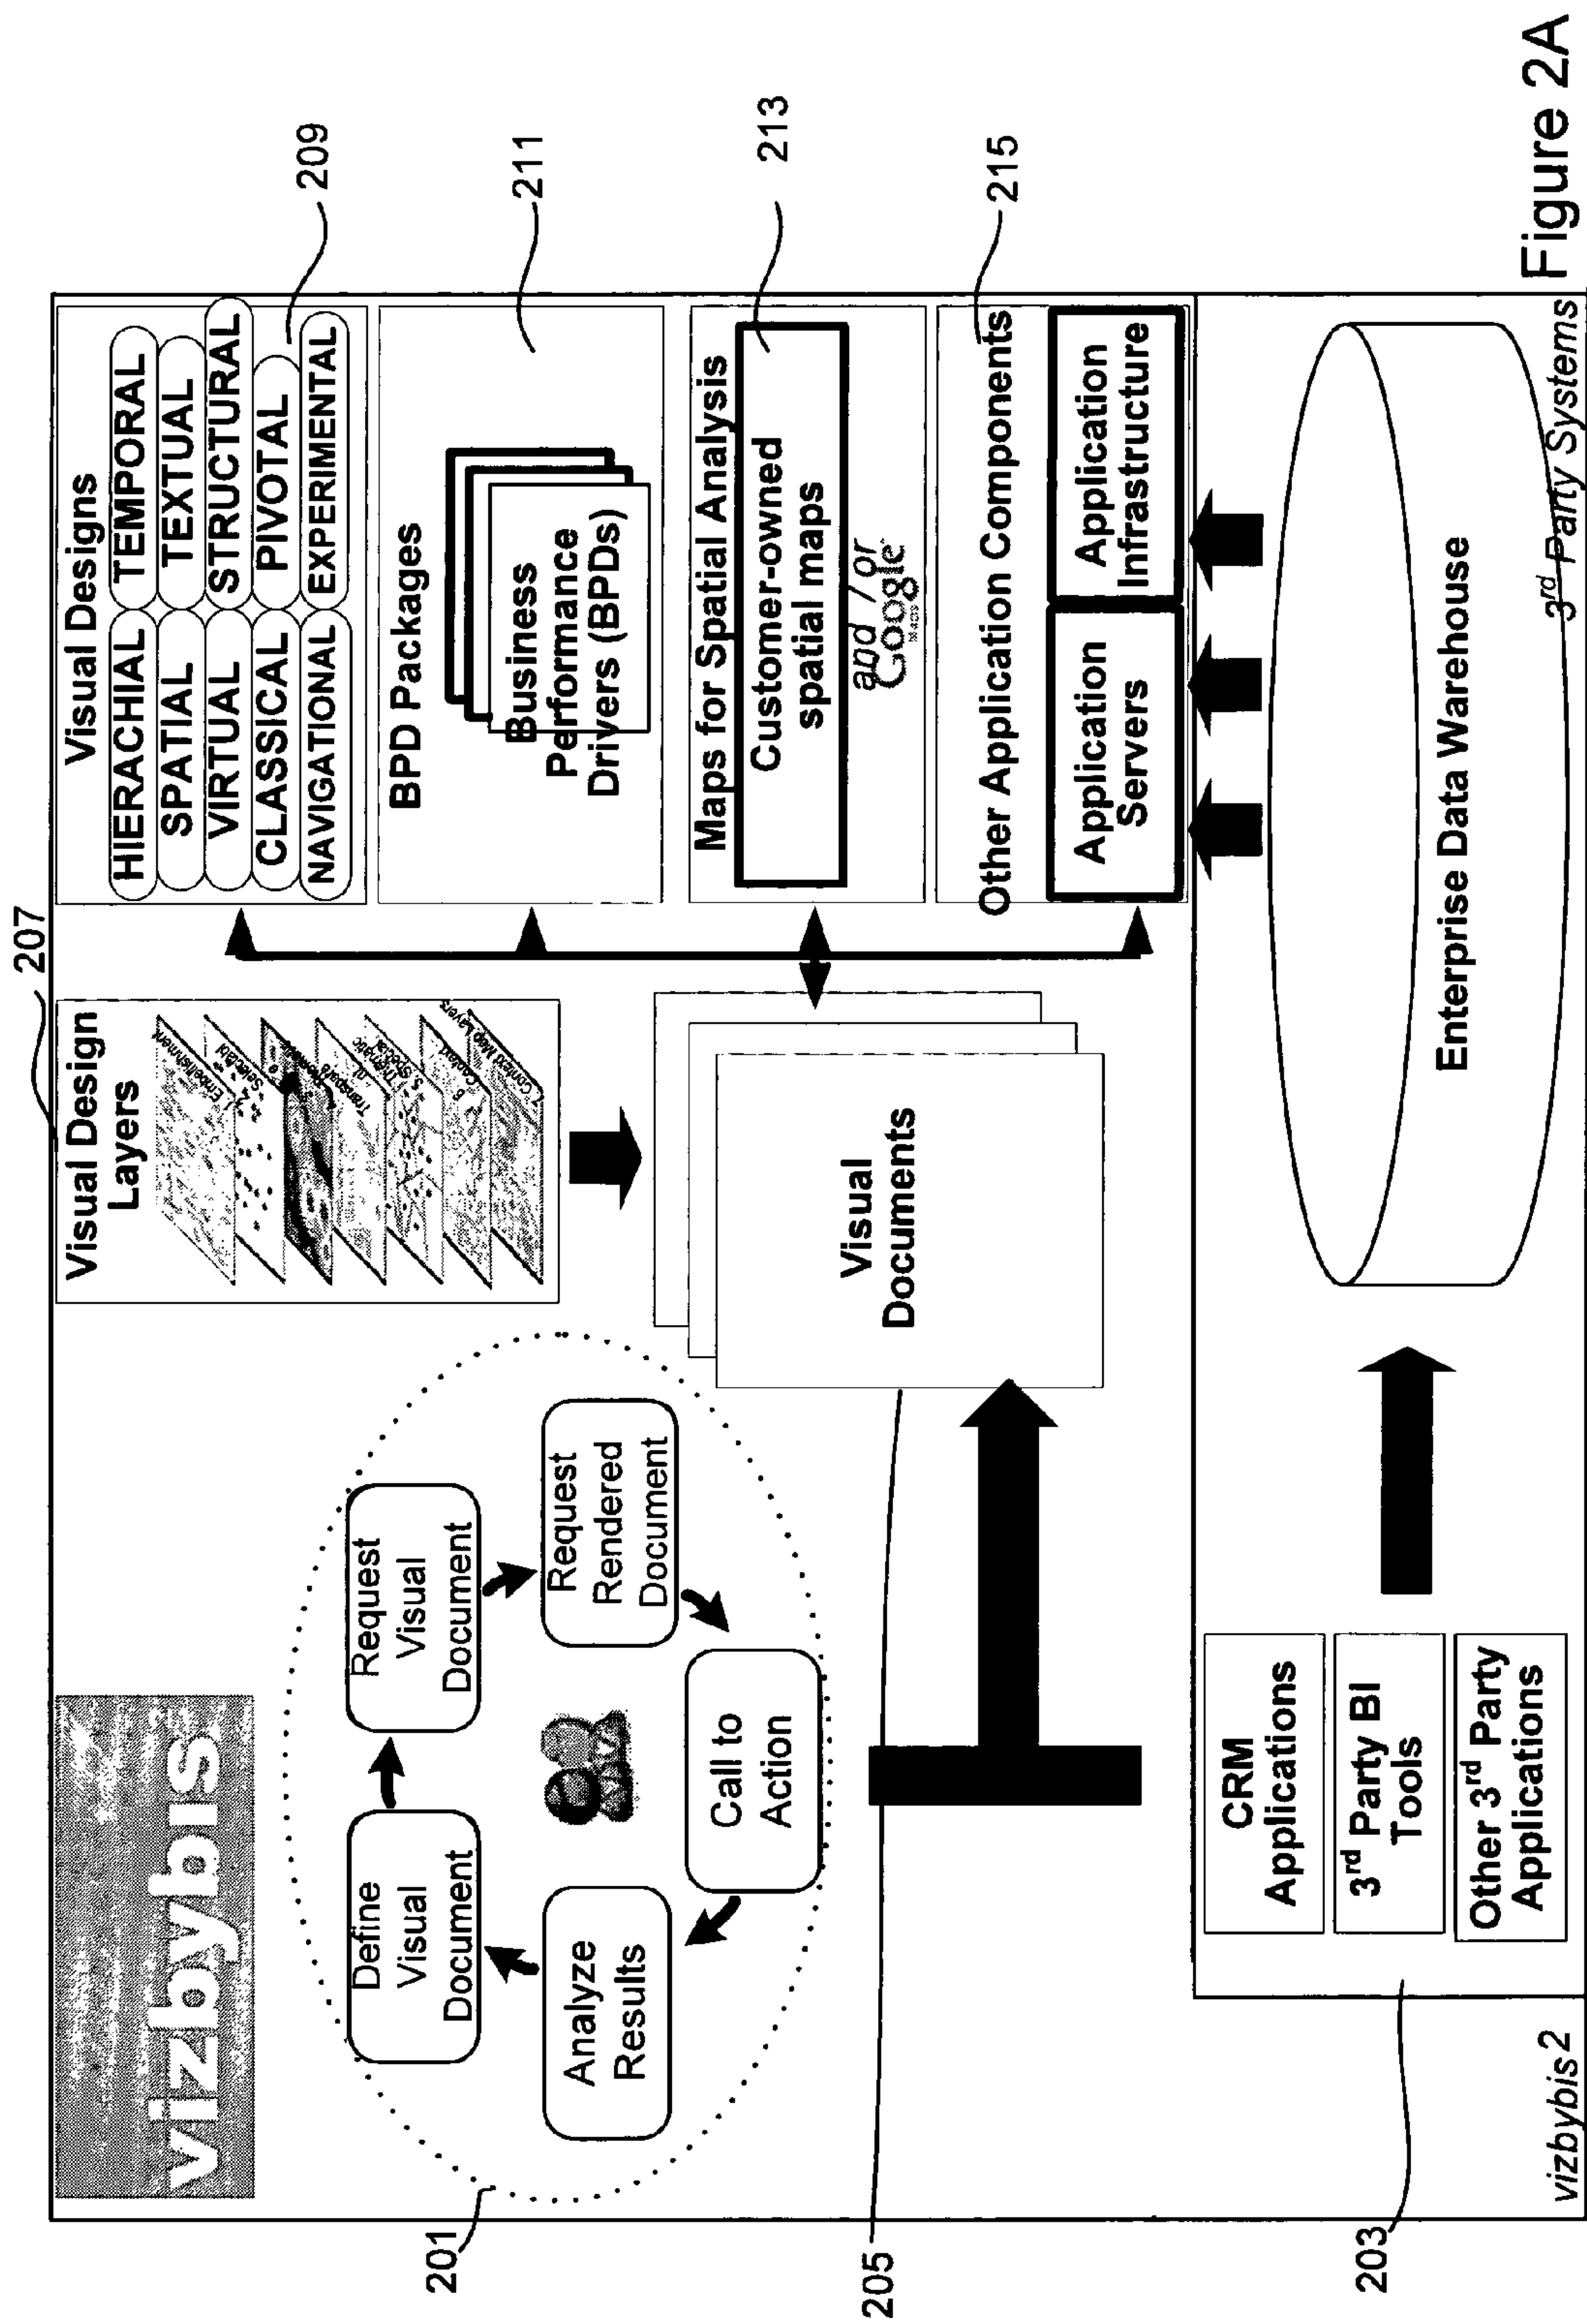 207
vizbybis
Visual Design
Layers
1. Embellishment
Visual Designs
HIERACHIAL
TEMPORAL
SPATIAL
TEXTUAL
VIRTUAL
STRUCTURAL
CLASSICAL
PIVOTAL
NAVIGATIONAL
EXPERIMENTAL
209
201
Define
Visual
Document
Request
Visual
Document
Request
Rendered
Document
Call to
Action
Analyze
Results
BPD Packages
Business
Performance
Drivers (BPDs)
211
Visual
Documents
205
Maps for Spatial Analysis
Customer-owned
spatial maps
and / or
Google
MAPS
213
Other Application Components
Application
Servers
Application
Infrastructure
215
CRM
Applications
3rd Party BI
Tools
Other 3rd Party
Applications
203
Enterprise Data Warehouse
vizbybis2
3rd Party Systems
Figure 2A